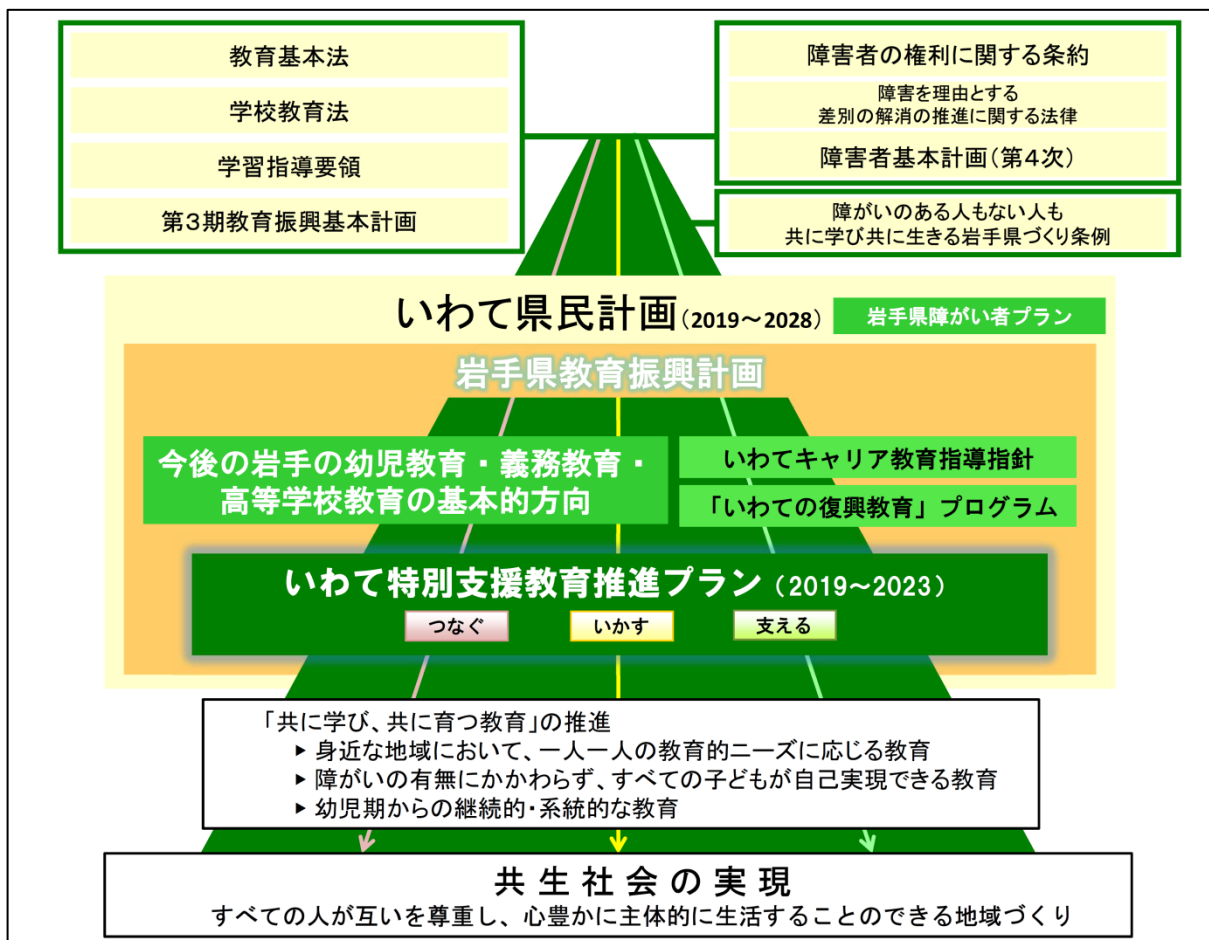 教育基本法
学校教育法
学習指導要領
第3期教育振興基本計画
障害者の権利に関する条約
障害を理由とする
差別の解消の推進に関する法律
障害者基本計画(第4次)
障がいのある人もない人も
共に学び共に生きる岩手県づくり条例
いわて県民計画(2019~2028)
岩手県障がい者プラン
岩手県教育振興計画
今後の岩手の幼児教育・義務教育・
高等学校教育の基本的方向
いわてキャリア教育指導指針
「いわての復興教育」プログラム
いわて特別支援教育推進プラン(2019~2023)
つなぐ
いかす
支える
「共に学び、共に育つ教育」の推進
▶ 身近な地域において、一人一人の教育的ニーズに応じる教育
▶ 障がいの有無にかかわらず、すべての子どもが自己実現できる教育
▶ 幼児期からの継続的・系統的な教育
共生社会の実現
すべての人が互いを尊重し、心豊かに主体的に生活することのできる地域づくり